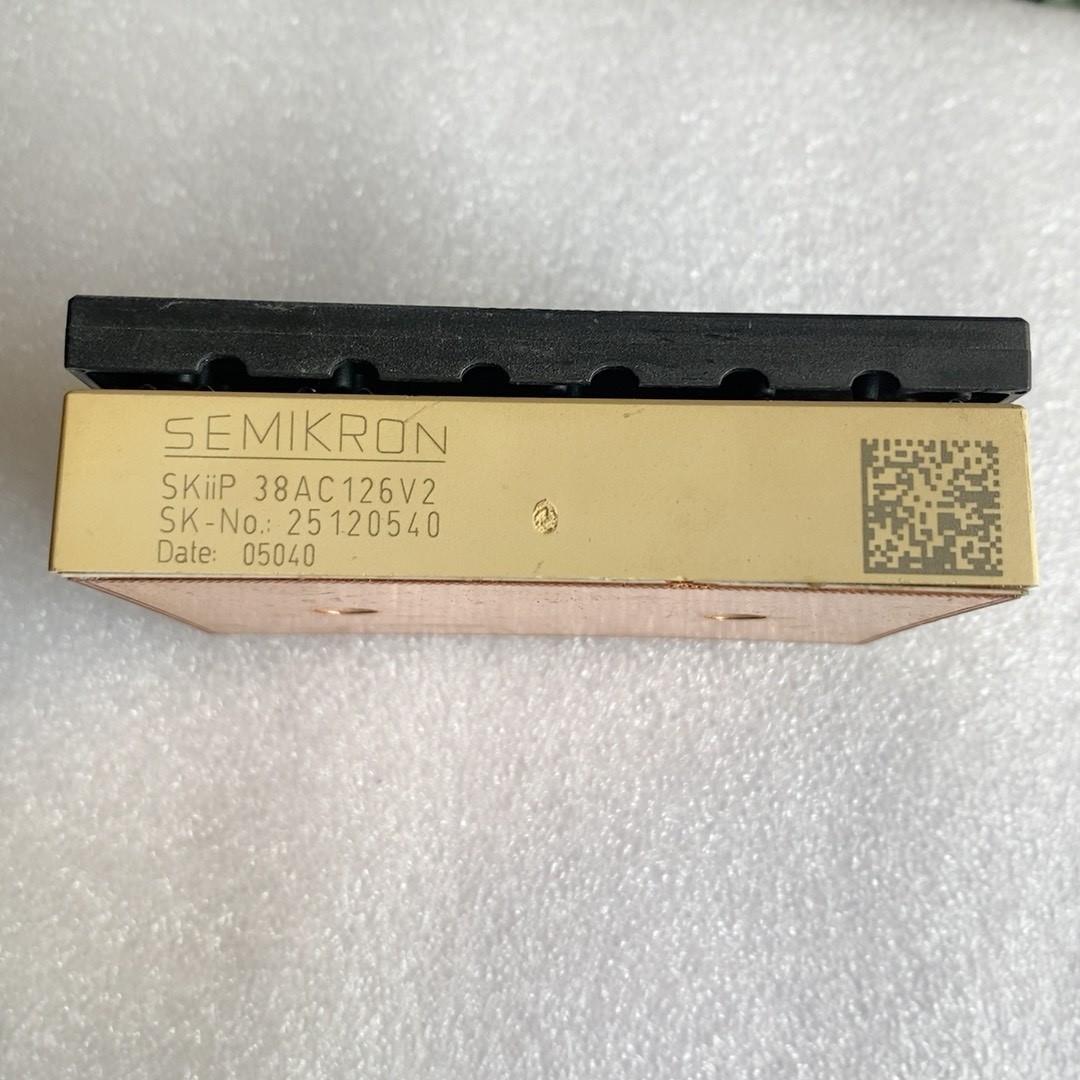 SEMIKRON
SKiiP 38AC126V2
SK-No.: 25120540
Date: 05040